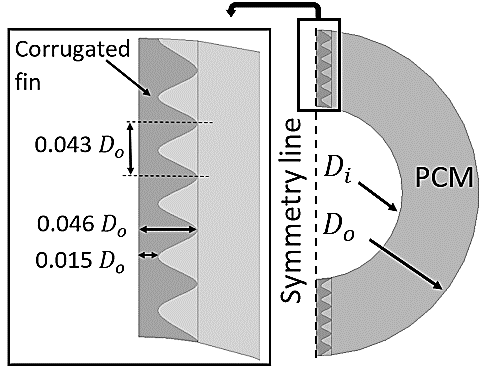 Corrugated
fin
0.043 Dₒ
0.046 Dₒ
0.015 Dₒ
Symmetry line
Dᵢ
PCM
Dₒ